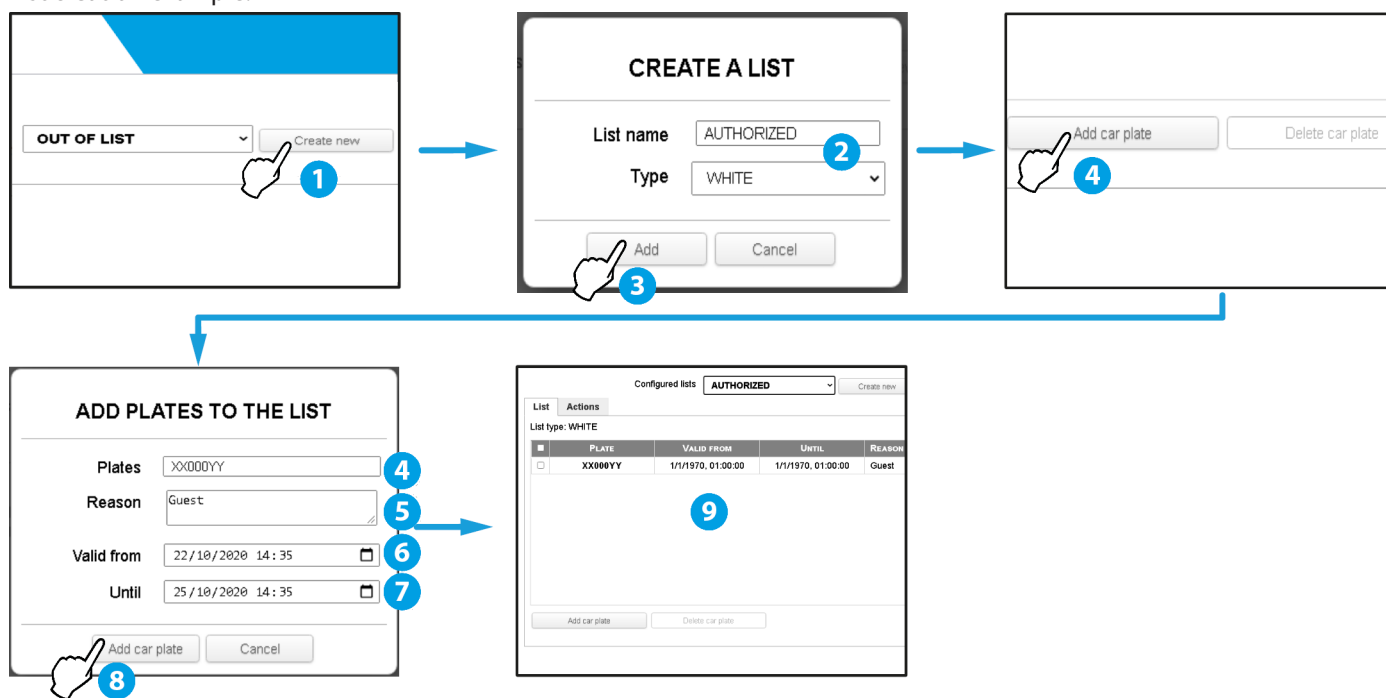 OUT OF LIST
Create new
1
CREATE A LIST
List name AUTHORIZED
2
Type WHITE
Add Cancel
3
Add car plate Delete car plate
4
ADD PLATES TO THE LIST
Plates XX000YY
4
Reason Guest
5
Valid from 22/10/2020 14:35
6
Until 25/10/2020 14:35
7
Add car plate Cancel
8
Configured lists AUTHORIZED Create new
List Actions
List type: WHITE
PLATE VALID FROM UNTIL REASON
XX000YY 1/1/1970, 01:00:00 1/1/1970, 01:00:00 Guest
9
Add car plate Delete car plate